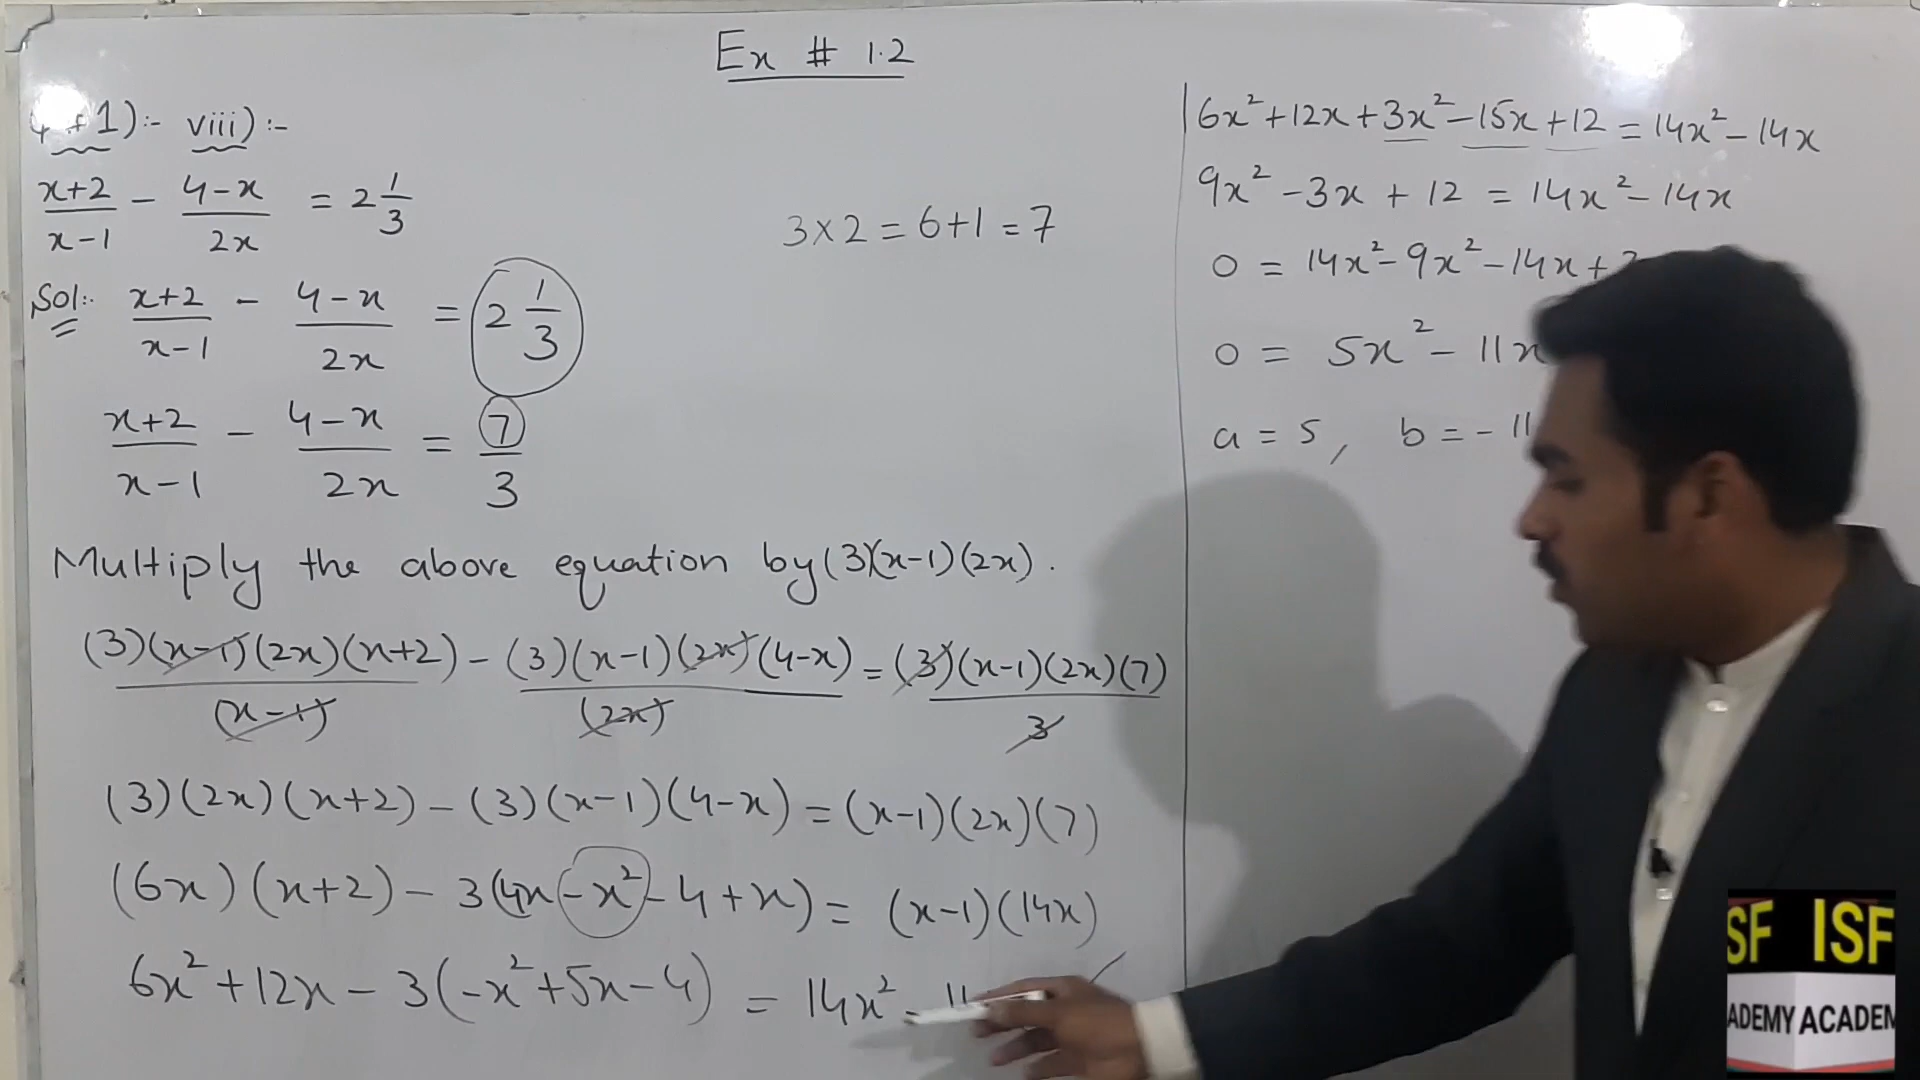 Ex # 1.2
1):- viii):-
x+2/x-1 - 4-x/2x = 2 1/3
3×2 = 6+1 = 7
Sol:- x+2/x-1 - 4-x/2x = 2 1/3
x+2/x-1 - 4-x/2x = 7/3
Multiply the above equation by (3)(x-1)(2x).
(3)(x-1)(2x)(x+2)/(x-1) - (3)(x-1)(2x)(4-x)/(2x) = (3)(x-1)(2x)(7)/3
(3)(2x)(x+2) - (3)(x-1)(4-x) = (x-1)(2x)(7)
(6x)(x+2) - 3(4x-x²-4+x) = (x-1)(14x)
6x²+12x - 3(-x²+5x-4) = 14x² -
6x²+12x+3x²-15x+12 = 14x²-14x
9x²-3x+12 = 14x²-14x
0 = 14x²-9x²-14x+
0 = 5x²-11x
a = 5, b = -11
SF ISF
ADEMY ACADEM